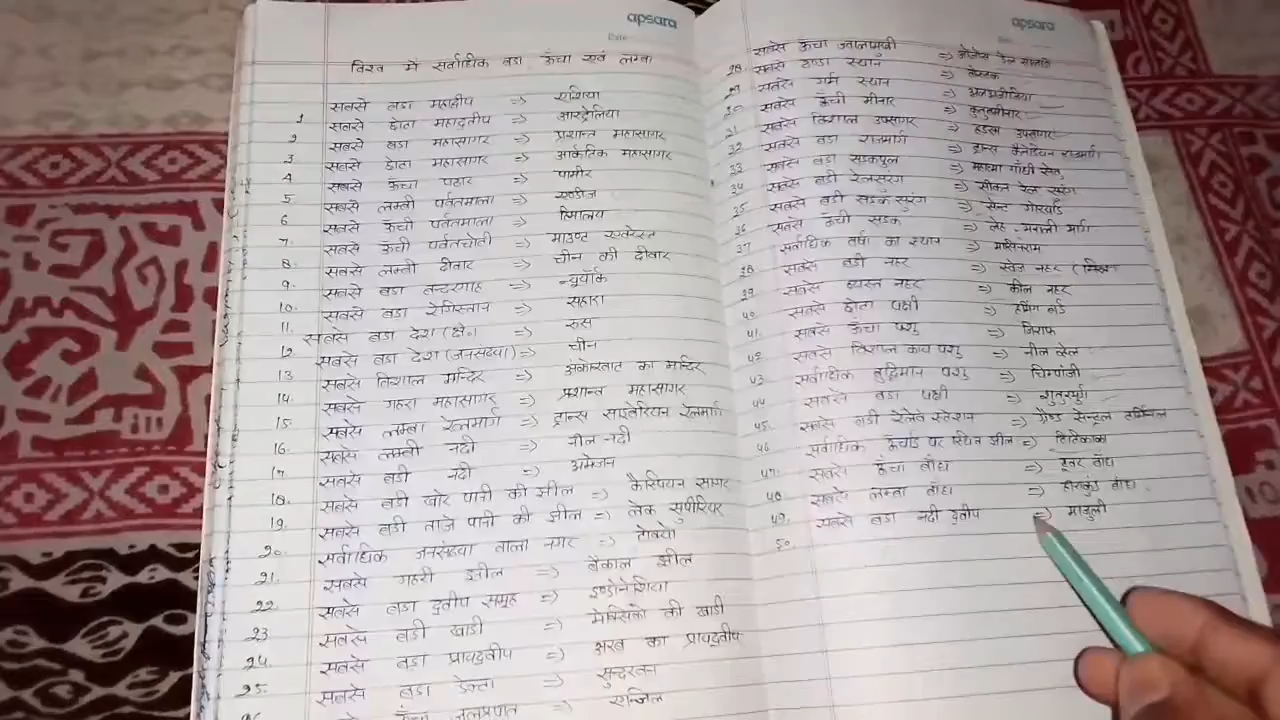 apsara
Date
विश्व में सर्वाधिक बडा ऊँचा एवं लम्बा
1 सबसे बडा महाद्वीप => एशिया
2 सबसे छोटा महाद्वीप => आस्ट्रेलिया
3 सबसे बडा महासागर => प्रशान्त महासागर
4 सबसे छोटा महासागर => आर्कटिक महासागर
5 सबसे ऊँचा पठार => पामीर
6 सबसे लम्बी पर्वतमाला => एण्डीज
7. सबसे ऊँची पर्वतमाला => हिमालय
8. सबसे ऊँची पर्वतचोटी => माउण्ट एवरेस्ट
9. सबसे लम्बी दीवार => चीन की दीवार
10. सबसे बडा बन्दरगाह => न्यूयॉर्क
11. सबसे बडा रेगिस्तान => सहारा
12 सबसे बडा देश (क्षे०) रूस
13 सबसे बडा देश (जनसंख्या) => चीन
14. सबसे विशाल मन्दिर => अंकोरवाट का मन्दिर
15. सबसे गहरा महासागर => प्रशान्त महासागर
16. सबसे लम्बा रेलमार्ग => ट्रान्स साइबेरियन रेलमार्ग
17. सबसे लम्बी नदी => नील नदी
18 सबसे बडी नदी => अमेजन
19. सबसे बडी खारे पानी की झील => कैस्पियन सागर
20. सबसे बडी ताजे पानी की झील => लेक सुपीरियर
21. सर्वाधिक जनसंख्या वाला नगर => टोक्यो
22. सबसे गहरी झील => बैकाल झील
23. सबसे बडा द्वीप समूह => इण्डोनेशिया
24. सबसे बडी खाडी => मेक्सिको की खाडी
25. सबसे बडा प्रायद्वीप => अरब का प्रायद्वीप
सबसे बडा डेल्टा => सुन्दरबन
ऊँचा जलप्रपात => एन्जिल
apsara
28. सबसे ऊँचा ज्वालामुखी
29 सबसे ठण्डा स्थान
30 सबसे गर्म स्थान => अलअजीजिया
31 सबसे ऊँची मीनार => कुतुबमीनार
32 सबसे विशाल उपसागर => हडसन उपसागर
33 सबसे बडा राजमार्ग => ट्रान्स कैनेडियन राजमार्ग
34 सबसे बडा सडकपुल => महात्मा गाँधी सेतु
35 सबसे बडी रेलसुरंग => सीकन रेल सुरंग
36 सबसे बडी सडक सुरंग => सेन्ट गोथार्ड
37 सबसे ऊँची सडक => लेह-मनाली मार्ग
38 सर्वाधिक वर्षा का स्थान => मासिनराम
39 सबसे बडी नहर => स्वेज नहर (मिस्र
40 सबसे व्यस्त नहर => कील नहर
41. सबसे छोटा पक्षी => हमिंग बर्ड
42. सबसे ऊँचा पशु => जिराफ
43 सबसे विशाल काय पशु => नील व्हेल
44 सर्वाधिक बुद्धिमान पशु => चिम्पांजी
45. सबसे बडा पक्षी => शुतुरमुर्ग
46 सबसे बडी रेलवे स्टेशन => ग्रैण्ड सेन्ट्रल टर्मिनल
47. सर्वाधिक ऊँचाई पर स्थित झील => टिटिकाका
48 सबसे ऊँचा बाँध => हूवर बाँध
49. सबसे लम्बा बाँध => हीराकुड बाँध
50. सबसे बडा नदी द्वीप => माजुली